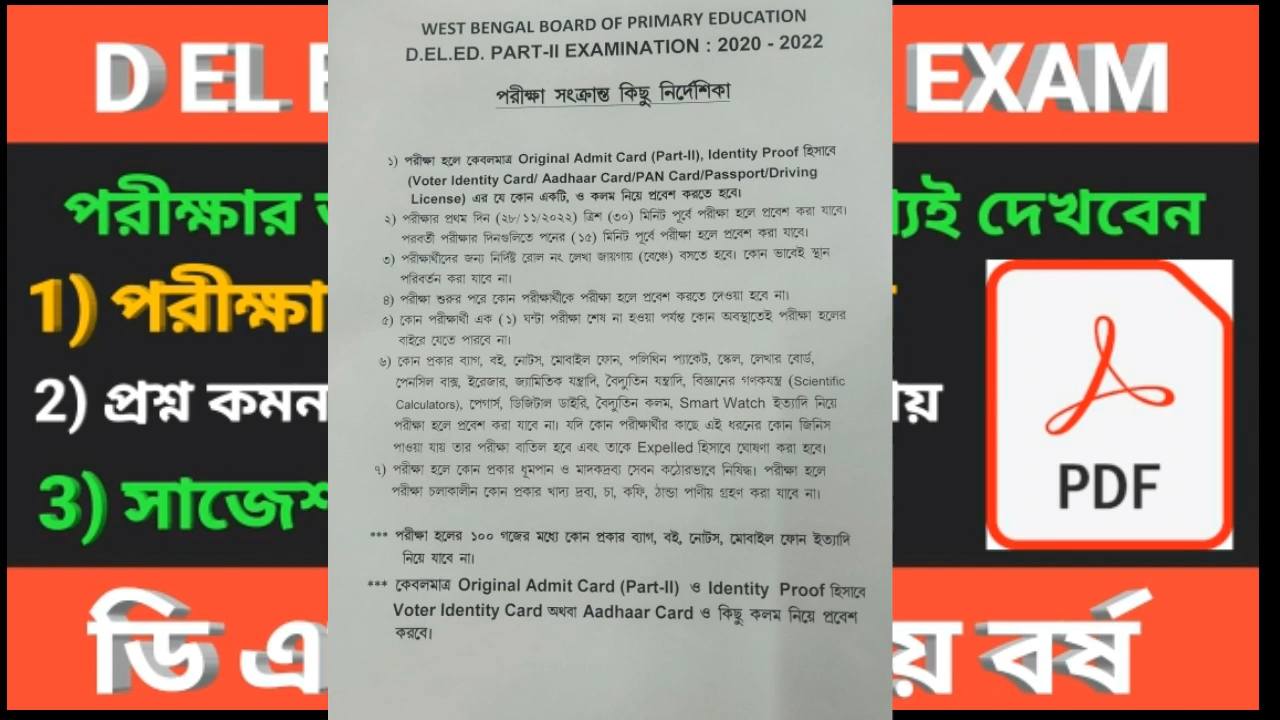 D EL E
EXAM
পরীক্ষার
্যই দেখবেন
1) পরীক্ষা
2) প্রশ্ন কমন
ায়
3) সাজেশ
PDF
ডি এ
য় বর্ষ
WEST BENGAL BOARD OF PRIMARY EDUCATION
D.EL.ED. PART-II EXAMINATION : 2020 - 2022
পরীক্ষা সংক্রান্ত কিছু নির্দেশিকা
১) পরীক্ষা হলে কেবলমাত্র Original Admit Card (Part-II), Identity Proof হিসাবে
(Voter Identity Card/ Aadhaar Card/PAN Card/Passport/Driving
License) এর যে কোন একটি, ও কলম নিয়ে প্রবেশ করতে হবে।
২) পরীক্ষার প্রথম দিন (২৮/১১/২০২২) ত্রিশ (৩০) মিনিট পূর্বে পরীক্ষা হলে প্রবেশ করা যাবে।
পরবর্তী পরীক্ষার দিনগুলিতে পনের (১৫) মিনিট পূর্বে পরীক্ষা হলে প্রবেশ করা যাবে।
৩) পরীক্ষার্থীদের জন্য নির্দিষ্ট রোল নং লেখা জায়গায় (বেঞ্চে) বসতে হবে। কোন ভাবেই স্থান
পরিবর্তন করা যাবে না।
৪) পরীক্ষা শুরুর পরে কোন পরীক্ষার্থীকে পরীক্ষা হলে প্রবেশ করতে দেওয়া হবে না।
৫) কোন পরীক্ষার্থী এক (১) ঘন্টা পরীক্ষা শেষ না হওয়া পর্যন্ত কোন অবস্থাতেই পরীক্ষা হলের
বাইরে যেতে পারবে না।
৬) কোন প্রকার ব্যাগ, বই, নোটস, মোবাইল ফোন, পলিথিন প্যাকেট, স্কেল, লেখার বোর্ড,
পেনসিল বাক্স, ইরেজার, জ্যামিতিক যন্ত্রাদি, বৈদ্যুতিন যন্ত্রাদি, বিজ্ঞানের গণকযন্ত্র (Scientific
Calculators), পেগার্স, ডিজিটাল ডাইরি, বৈদ্যুতিন কলম, Smart Watch ইত্যাদি নিয়ে
পরীক্ষা হলে প্রবেশ করা যাবে না। যদি কোন পরীক্ষার্থীর কাছে এই ধরনের কোন জিনিস
পাওয়া যায় তার পরীক্ষা বাতিল হবে এবং তাকে Expelled হিসাবে ঘোষণা করা হবে।
৭) পরীক্ষা হলে কোন প্রকার ধূমপান ও মাদকদ্রব্য সেবন কঠোরভাবে নিষিদ্ধ। পরীক্ষা হলে
পরীক্ষা চলাকালীন কোন প্রকার খাদ্য দ্রব্য, চা, কফি, ঠান্ডা পাণীয় গ্রহণ করা যাবে না।
*** পরীক্ষা হলের ১০০ গজের মধ্যে কোন প্রকার ব্যাগ, বই, নোটস, মোবাইল ফোন ইত্যাদি
নিয়ে যাবে না।
*** কেবলমাত্র Original Admit Card (Part-II) ও Identity Proof হিসাবে
Voter Identity Card অথবা Aadhaar Card ও কিছু কলম নিয়ে প্রবেশ
করবে।